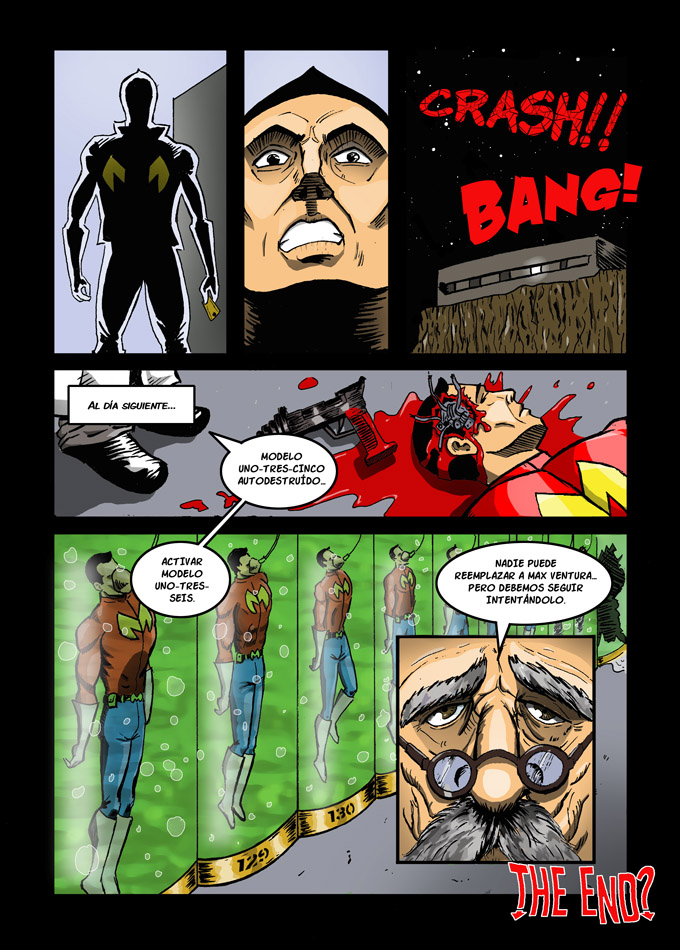 CRASH!!
BANG!
AL DÍA SIGUIENTE...
MODELO
UNO-TRES-CINCO
AUTODESTRUÍDO...
ACTIVAR
MODELO
UNO-TRES-
SEIS.
NADIE PUEDE
REEMPLAZAR A MAX VENTURA...
PERO DEBEMOS SEGUIR
INTENTÁNDOLO.
129
130
THE END?